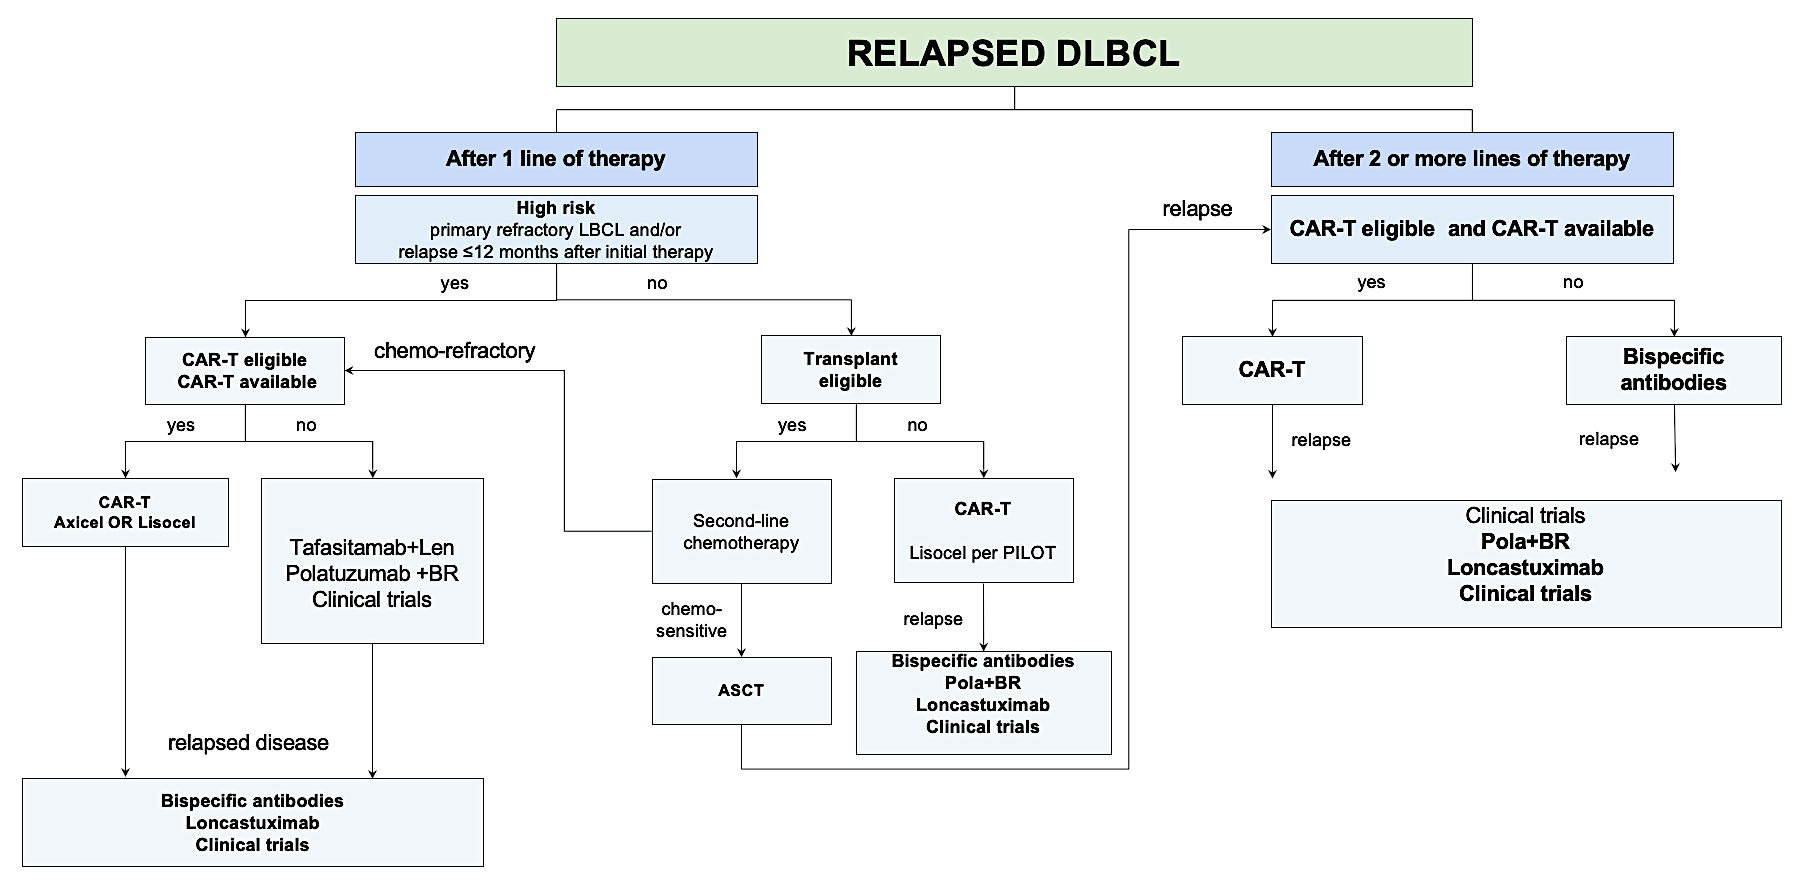 RELAPSED DLBCL
After 1 line of therapy
High risk
primary refractory LBCL and/or
relapse ≤12 months after initial therapy
yes
no
CAR-T eligible
CAR-T available
chemo-refractory
Transplant
eligible
yes
no
yes
no
CAR-T
Axicel OR Lisocel
Tafasitamab+Len
Polatuzumab +BR
Clinical trials
Second-line
chemotherapy
CAR-T
Lisocel per PILOT
chemo-
sensitive
relapse
ASCT
Bispecific antibodies
Pola+BR
Loncastuximab
Clinical trials
relapsed disease
Bispecific antibodies
Loncastuximab
Clinical trials
After 2 or more lines of therapy
relapse
CAR-T eligible and CAR-T available
yes
no
CAR-T
Bispecific
antibodies
relapse
relapse
Clinical trials
Pola+BR
Loncastuximab
Clinical trials